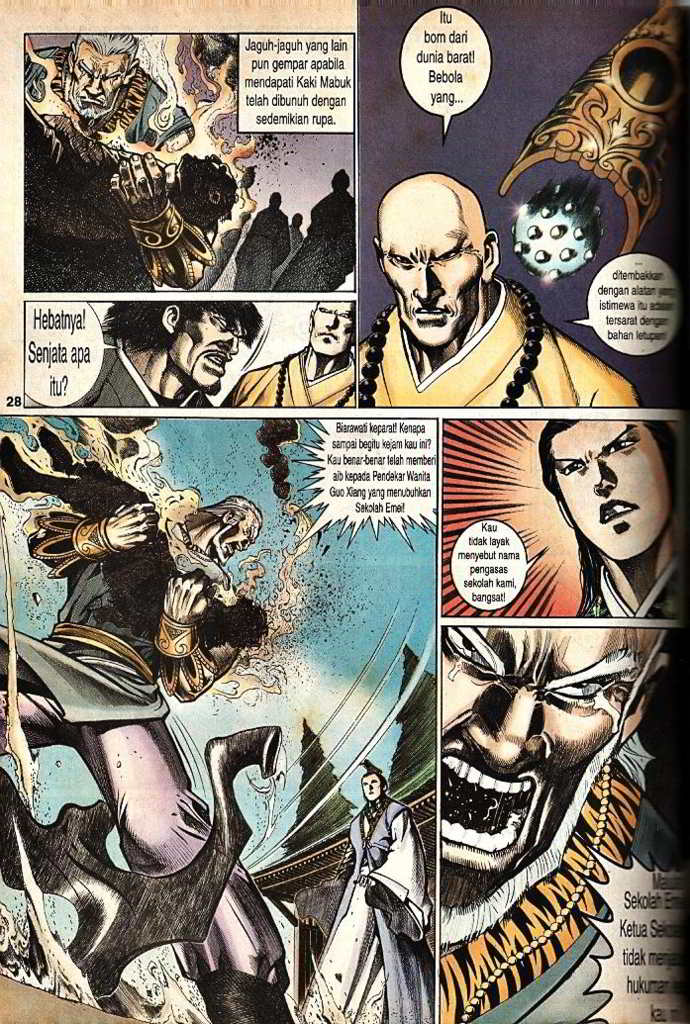 Jaguh-jaguh yang lain
pun gempar apabila
mendapati Kaki Mabuk
telah dibunuh dengan
sedemikian rupa.
Hebatnya!
Senjata apa
itu?
Itu
bom dari
dunia barat!
Bebola
yang...
ditembakkan
dengan alatan yang
istimewa itu adalah
tersarat dengan
bahan letupan!
28
Biarawati keparat! Kenapa
sampai begitu kejam kau ini?
Kau benar-benar telah memberi
aib kepada Pendekar Wanita
Guo Xiang yang menubuhkan
Sekolah Emei!
Kau
tidak layak
menyebut nama
pengasas
sekolah kami,
bangsat!
Sekolah
Ketua
tidak
hukuman
kau